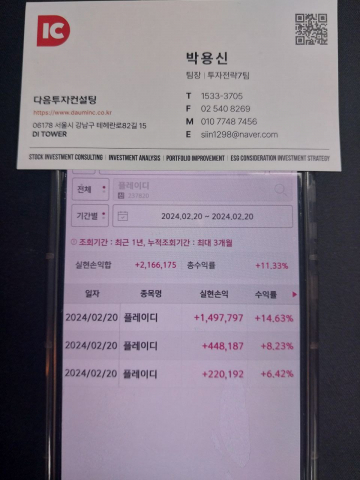 IC
박용신
팀장 | 투자전략7팀
다음투자컨설팅
https://www.dauminc.co.kr
06178 서울시 강남구 테헤란로82길 15
DI TOWER
T 1533-3705
F 02 540 8269
M 010 7748 7456
E siin1298@naver.com
STOCK INVESTMENT CONSULTING | INVESTMENT ANALYSIS | PORTFOLIO IMPROVEMENT | ESG CONSIDERATION INVESTMENT STRATEGY
전체 플레이디
237820
기간별 2024.02.20 ~ 2024.02.20
조회기간 : 최근 1년, 누적조회기간 : 최대 3개월
실현손익합 +2,166,175 총수익률 +11.33%
일자 종목명 실현손익 수익률
2024/02/20 플레이디 +1,497,797 +14.63%
2024/02/20 플레이디 +448,187 +8.23%
2024/02/20 플레이디 +220,192 +6.42%